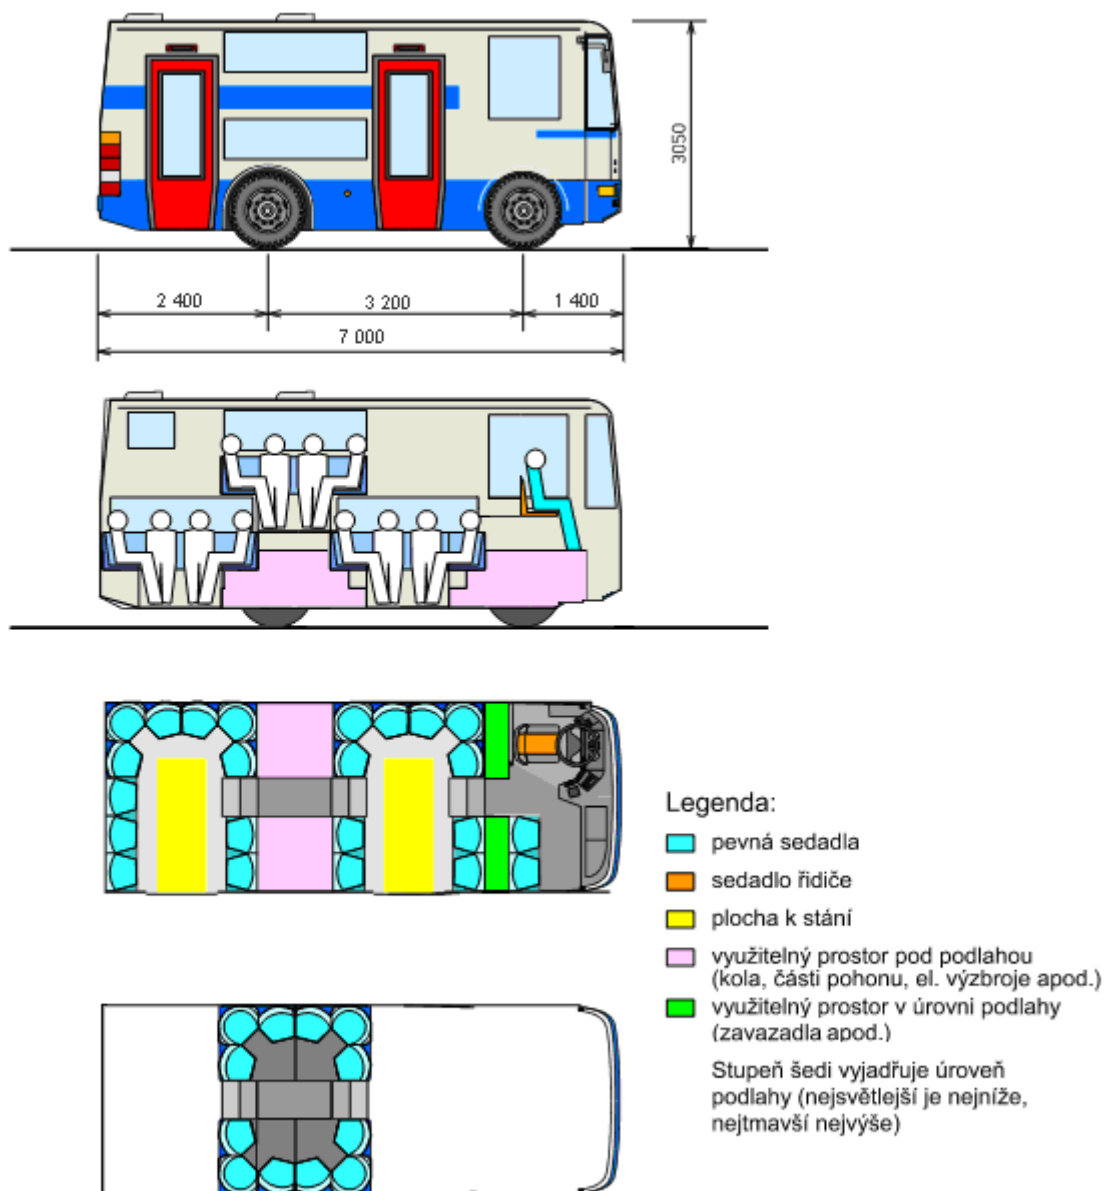 3050
2 400
3 200
1 400
7 000
Legenda:
pevná sedadla
sedadlo řidiče
plocha k stání
využitelný prostor pod podlahou
(kola, části pohonu, el. výzbroje apod.)
využitelný prostor v úrovni podlahy
(zavazadla apod.)
Stupeň šedi vyjadřuje úroveň
podlahy (nejsvětlejší je nejníže,
nejtmavší nejvýše)